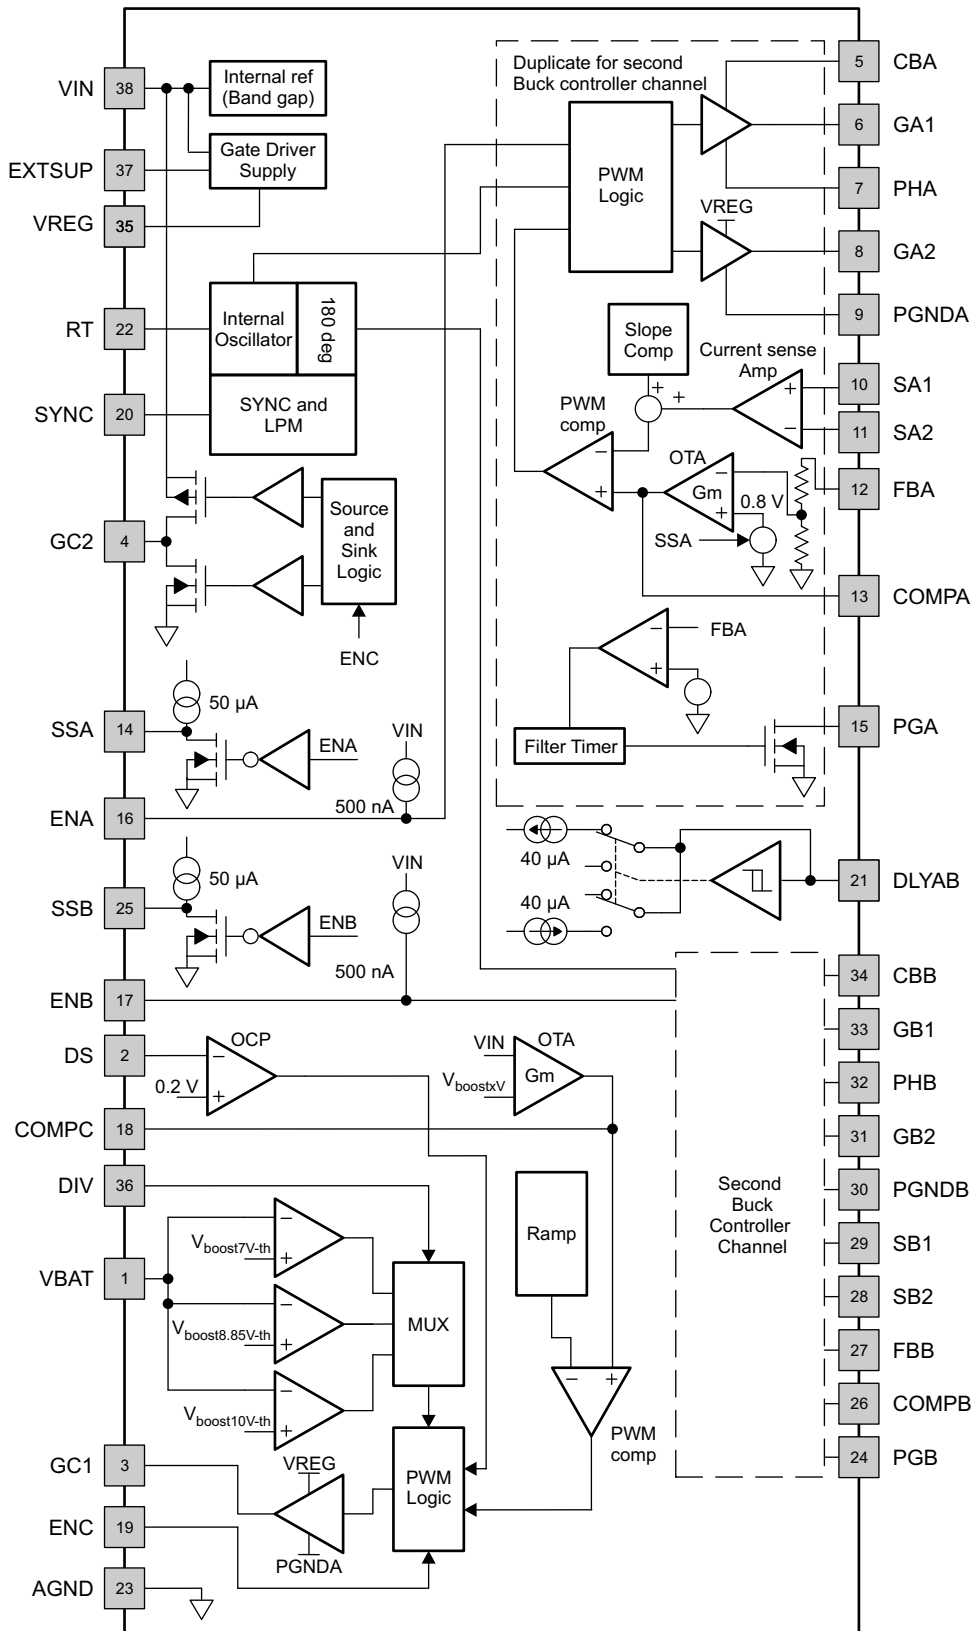 VIN
38
Internal ref
(Band gap)
EXTSUP
37
Gate Driver
Supply
VREG
35
RT
22
Internal
Oscillator
180 deg
SYNC
20
SYNC and
LPM
GC2
4
Source
and
Sink
Logic
ENC
50 µA
SSA
14
ENA
VIN
500 nA
ENA
16
50 µA
SSB
25
ENB
VIN
500 nA
ENB
17
DS
2
OCP
−
+
0.2 V
COMPC
18
VIN
VboostxV
OTA
Gm
DIV
36
VBAT
1
−
+
Vboost7V-th
−
+
Vboost8.85V-th
−
+
Vboost10V-th
MUX
Ramp
−
+
PWM
comp
GC1
3
VREG
PGNDA
PWM
Logic
ENC
19
AGND
23
Duplicate for second
Buck controller channel
PWM
Logic
5
CBA
6
GA1
7
PHA
VREG
8
GA2
9
PGNDA
Slope
Comp
Current sense
Amp
+
+
+
−
10
SA1
11
SA2
PWM
comp
−
+
OTA
Gm
−
+
0.8 V
SSA
12
FBA
13
COMPA
−
+
FBA
Filter Timer
15
PGA
40 µA
40 µA
21
DLYAB
Second
Buck
Controller
Channel
34
CBB
33
GB1
32
PHB
31
GB2
30
PGNDB
29
SB1
28
SB2
27
FBB
26
COMPB
24
PGB